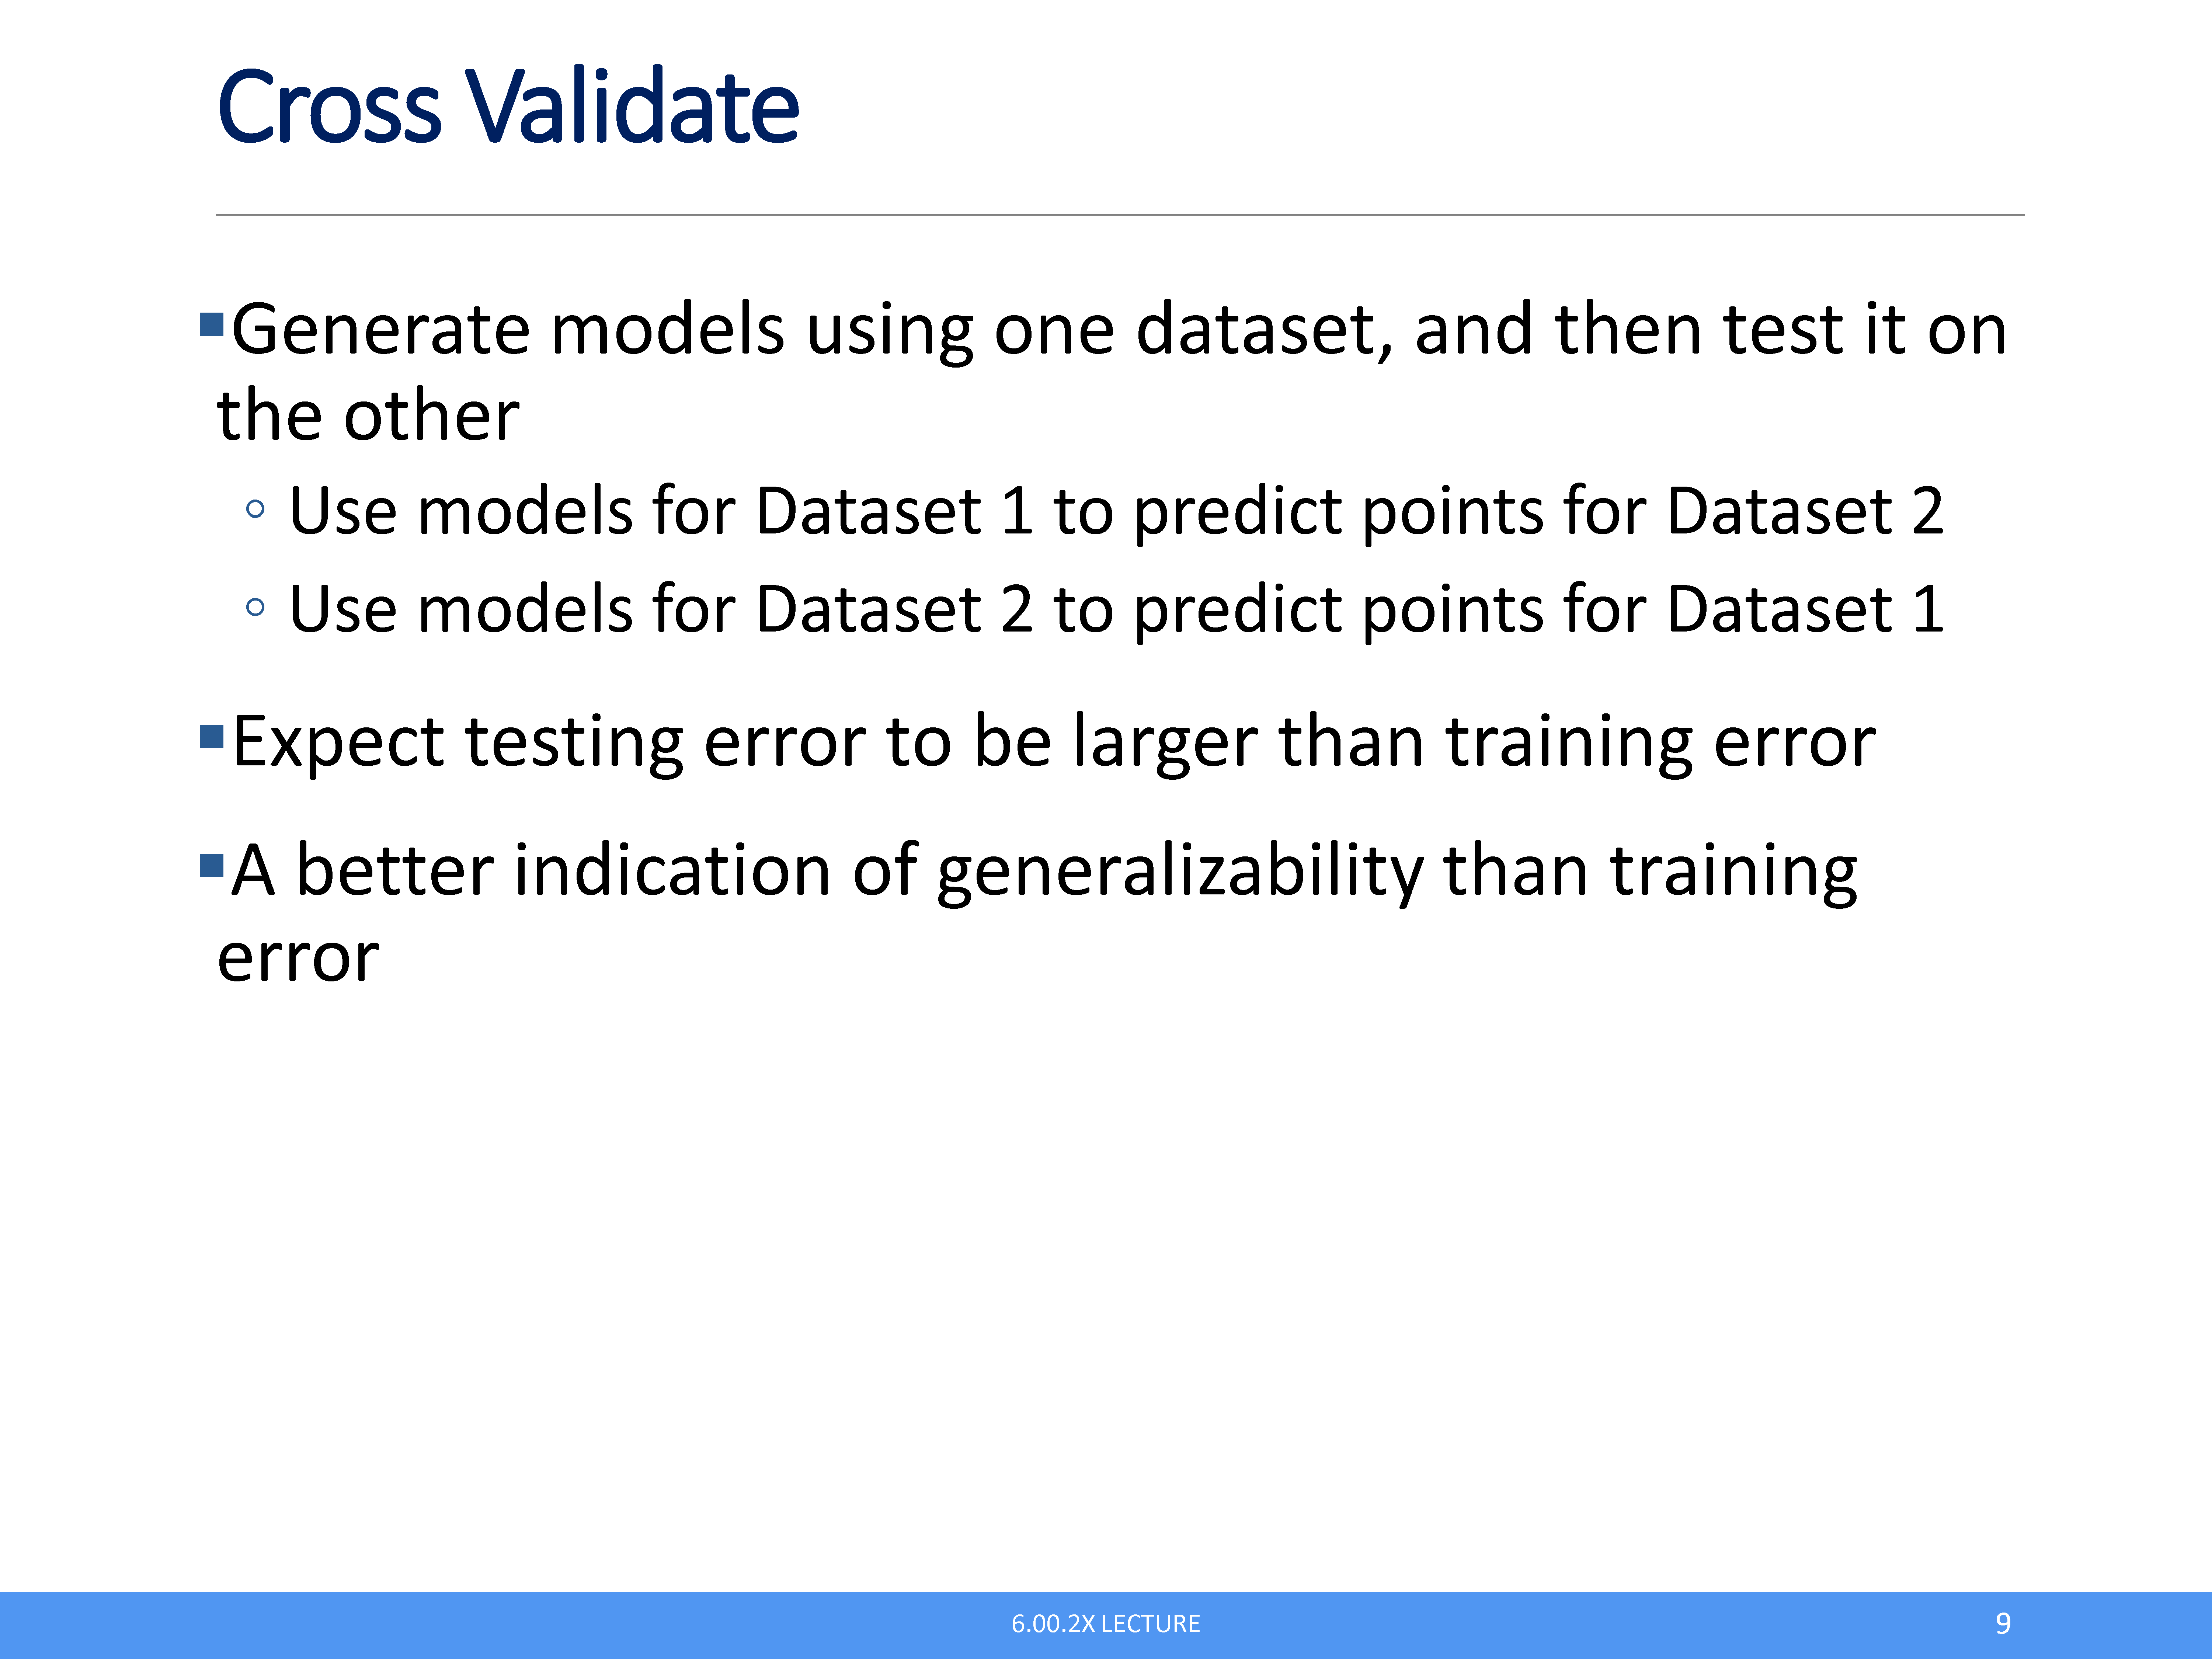 Cross Validate
▪Generate models using one dataset, and then test it on
the other
◦ Use models for Dataset 1 to predict points for Dataset 2
◦ Use models for Dataset 2 to predict points for Dataset 1
▪Expect testing error to be larger than training error
▪A better indication of generalizability than training
error
6.00.2X LECTURE
9